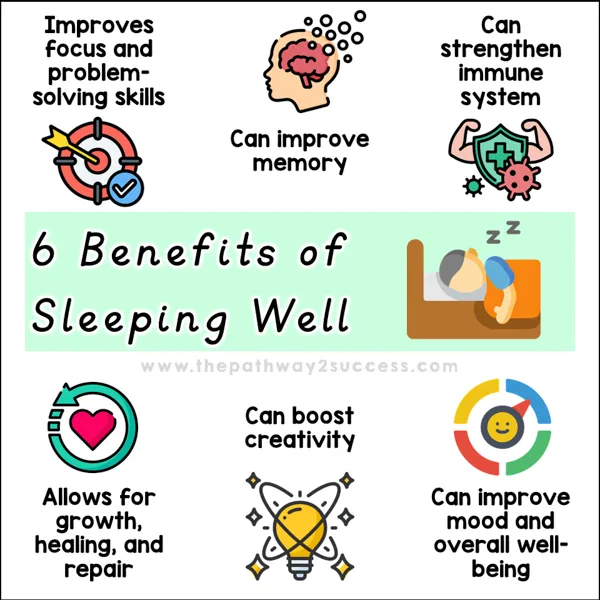 Improves
focus and
problem-
solving skills
Can improve
memory
Can
strengthen
immune
system
6 Benefits of
Sleeping Well
z z
www.thepathway2success.com
Allows for
growth,
healing, and
repair
Can boost
creativity
Can improve
mood and
overall well-
being